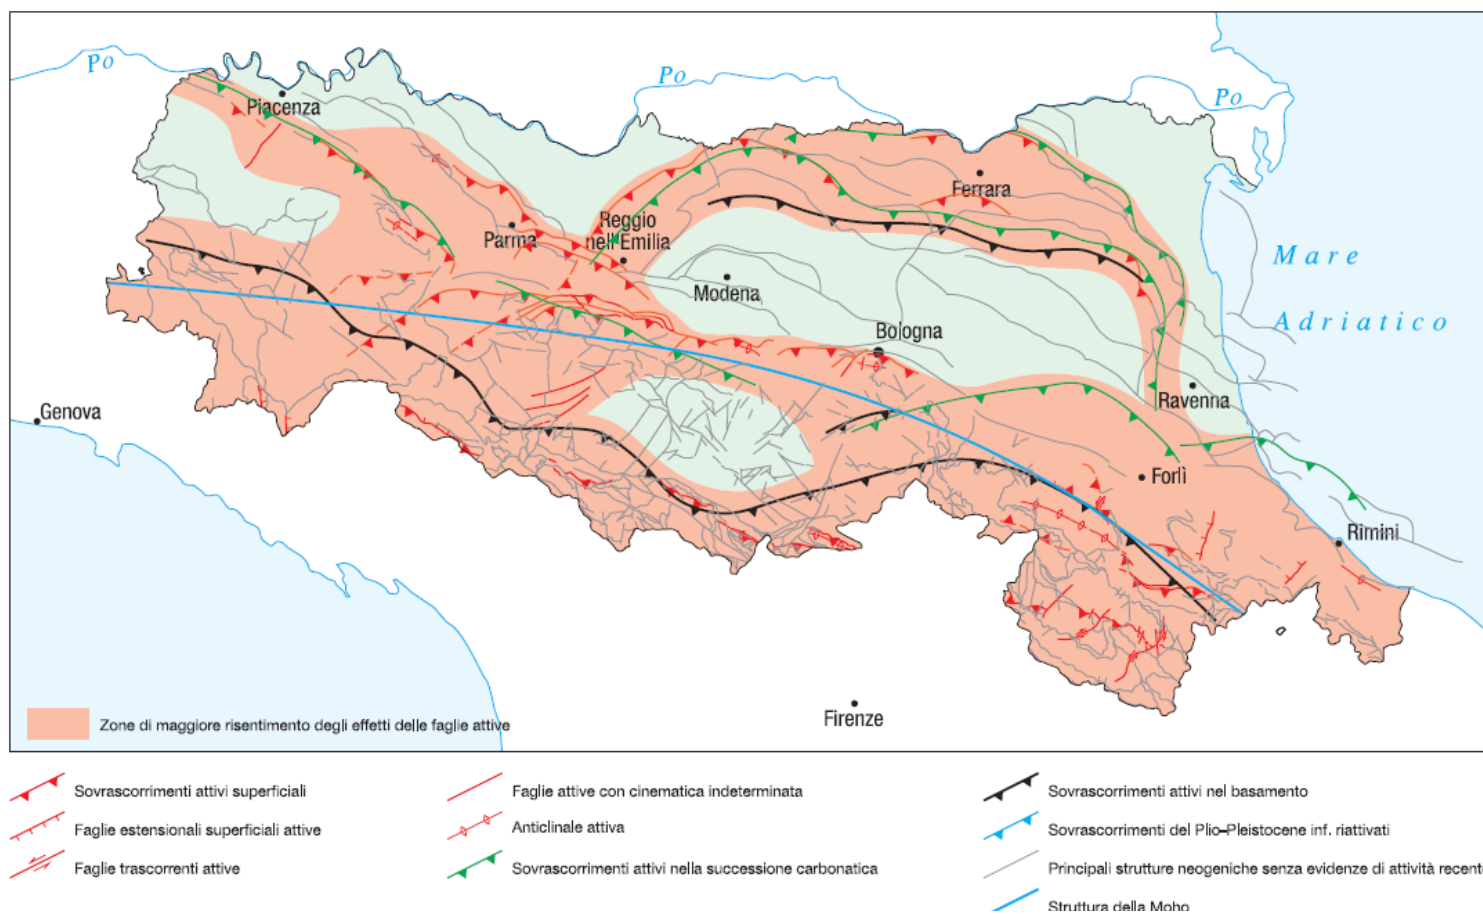 Po
Po
Po
Piacenza
Ferrara
Parma
Reggio
nell'Emilia
Mare
Adriatico
Modena
Bologna
Ravenna
Genova
Forlì
Rimini
Firenze
Zone di maggiore risentimento degli effetti delle faglie attive
Sovrascorrimenti attivi superficiali
Faglie estensionali superficiali attive
Faglie trascorrenti attive
Faglie attive con cinematica indeterminata
Anticlinale attiva
Sovrascorrimenti attivi nella successione carbonatica
Sovrascorrimenti attivi nel basamento
Sovrascorrimenti del Plio–Pleistocene inf. riattivati
Principali strutture neogeniche senza evidenze di attività recente
Struttura della Moho